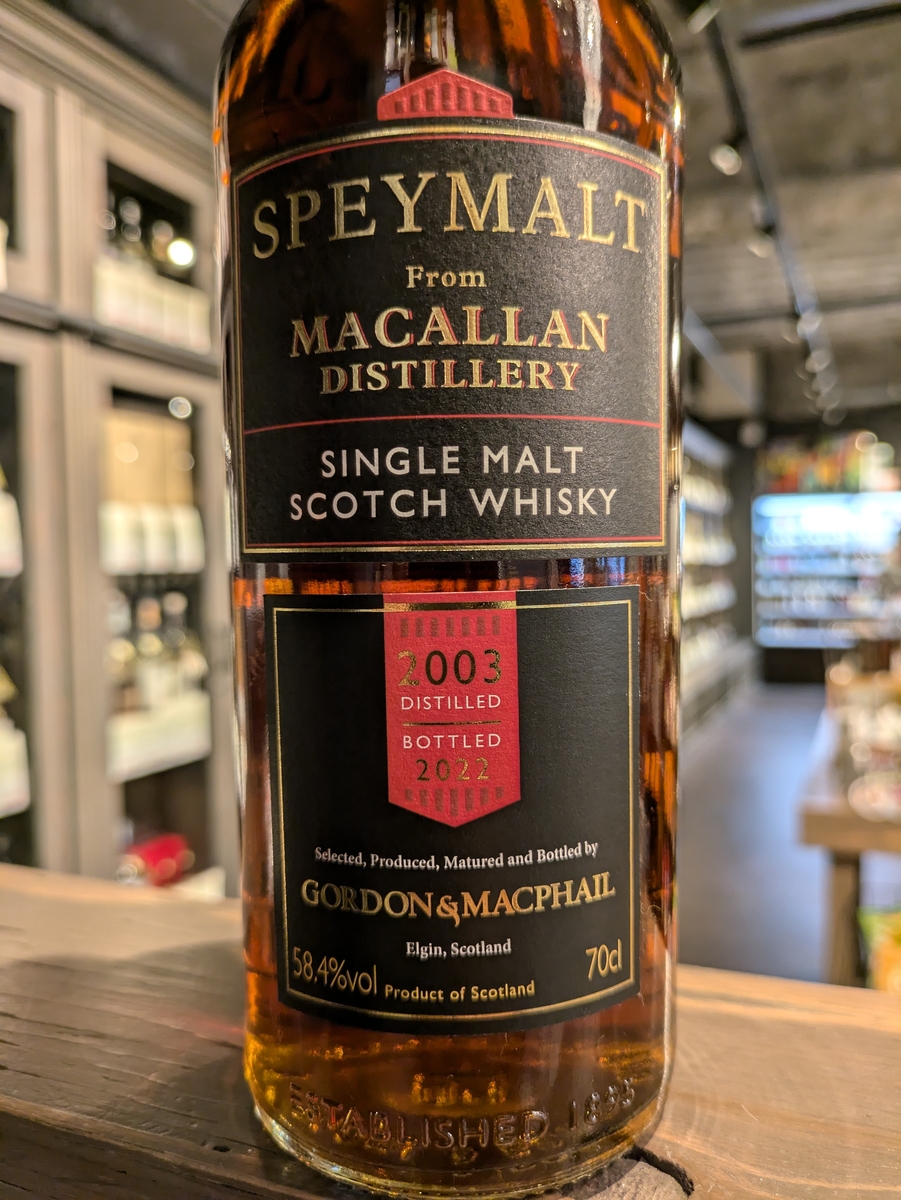 SPEYMALT
From
MACALLAN
DISTILLERY
SINGLE MALT
SCOTCH WHISKY
2003
DISTILLED
BOTTLED
2022
Selected, Produced, Matured and Bottled by
GORDON&MACPHAIL
Elgin, Scotland
58.4%vol Product of Scotland 70cl
ESTABLISHED 1895